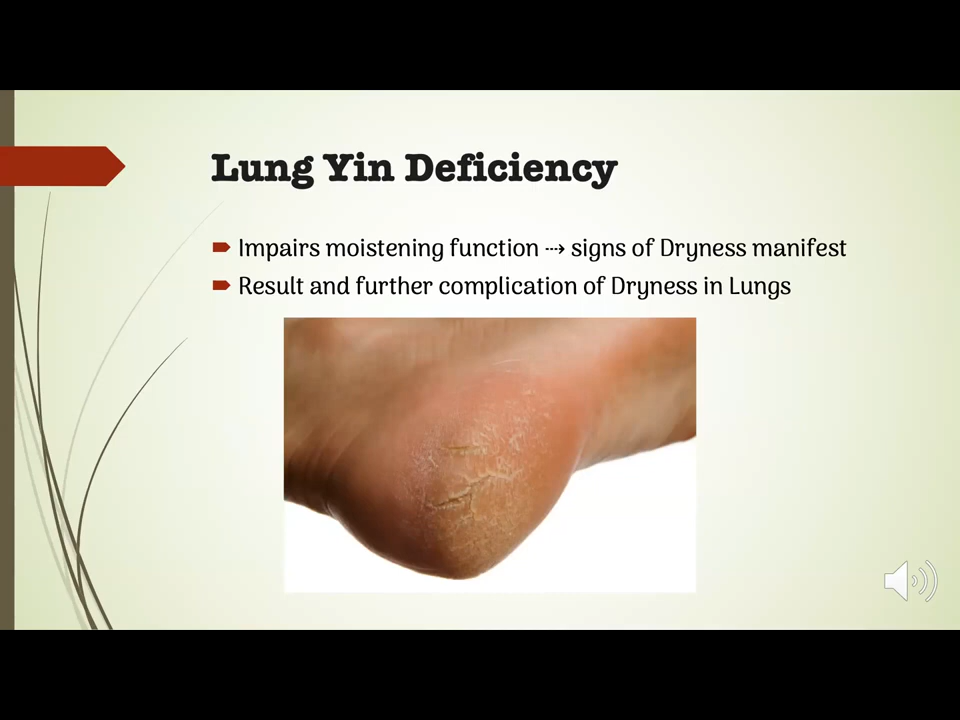 Lung Yin Deficiency
Impairs moistening function ⤑ signs of Dryness manifest
Result and further complication of Dryness in Lungs